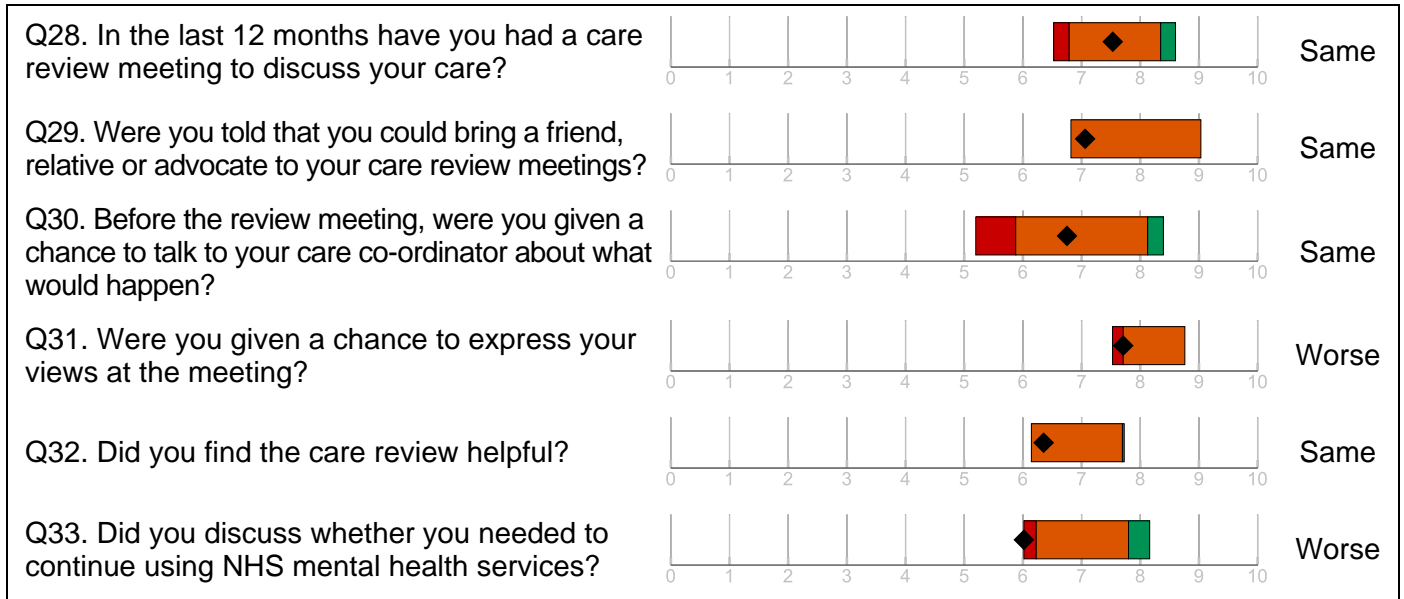 Q28. In the last 12 months have you had a care
review meeting to discuss your care?
0 1 2 3 4 5 6 7 8 9 10
Same
Q29. Were you told that you could bring a friend,
relative or advocate to your care review meetings?
0 1 2 3 4 5 6 7 8 9 10
Same
Q30. Before the review meeting, were you given a
chance to talk to your care co-ordinator about what
would happen?
0 1 2 3 4 5 6 7 8 9 10
Same
Q31. Were you given a chance to express your
views at the meeting?
0 1 2 3 4 5 6 7 8 9 10
Worse
Q32. Did you find the care review helpful?
0 1 2 3 4 5 6 7 8 9 10
Same
Q33. Did you discuss whether you needed to
continue using NHS mental health services?
0 1 2 3 4 5 6 7 8 9 10
Worse